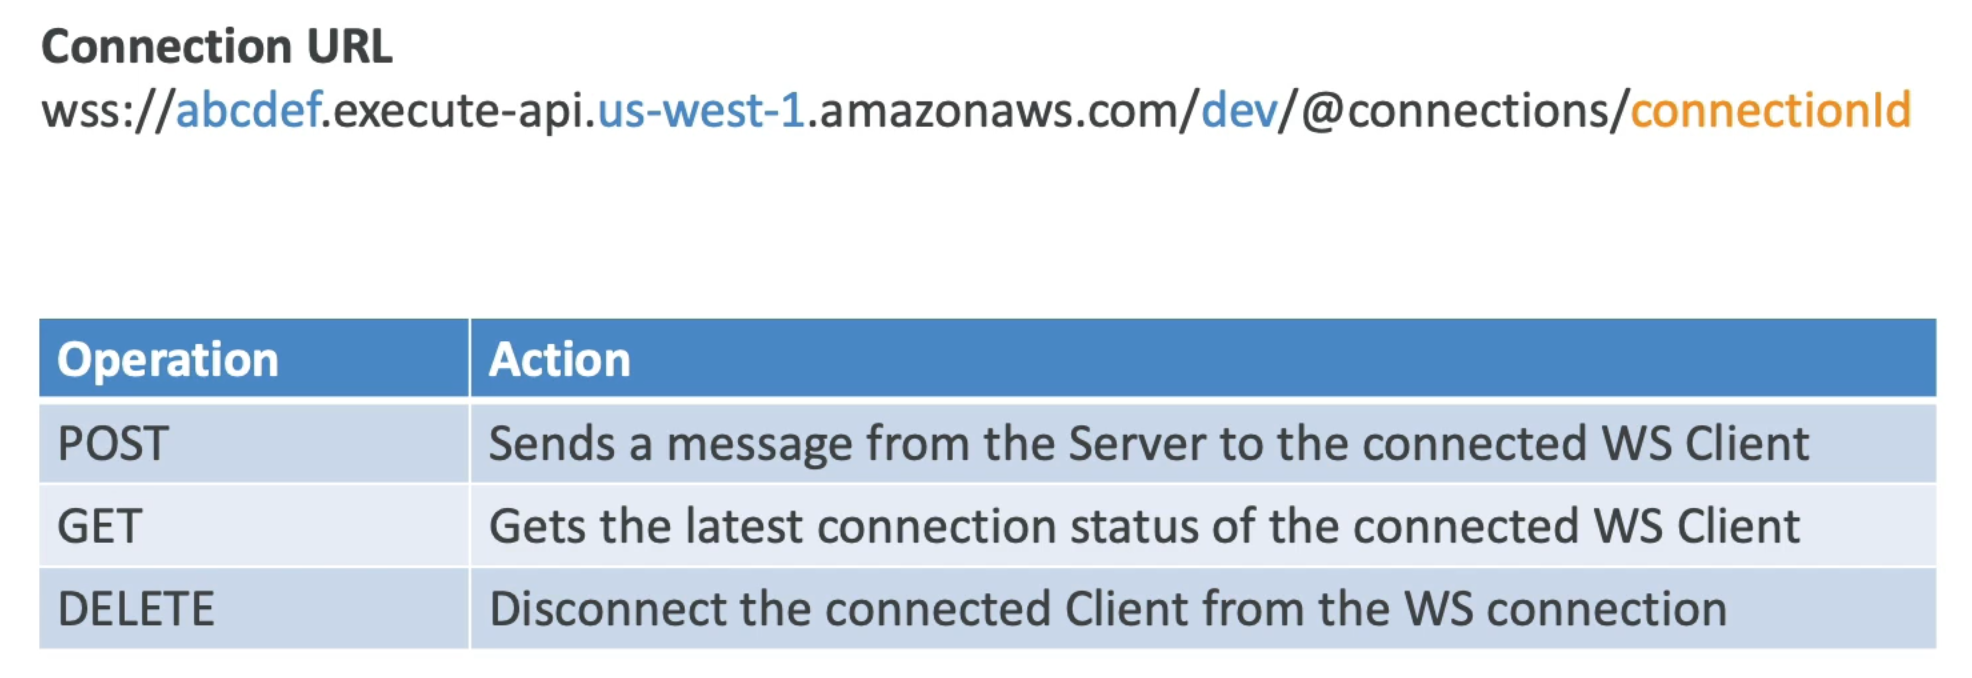 Connection URL
wss://abcdef.execute-api.us-west-1.amazonaws.com/dev/@connections/connectionId
Operation Action
POST Sends a message from the Server to the connected WS Client
GET Gets the latest connection status of the connected WS Client
DELETE Disconnect the connected Client from the WS connection